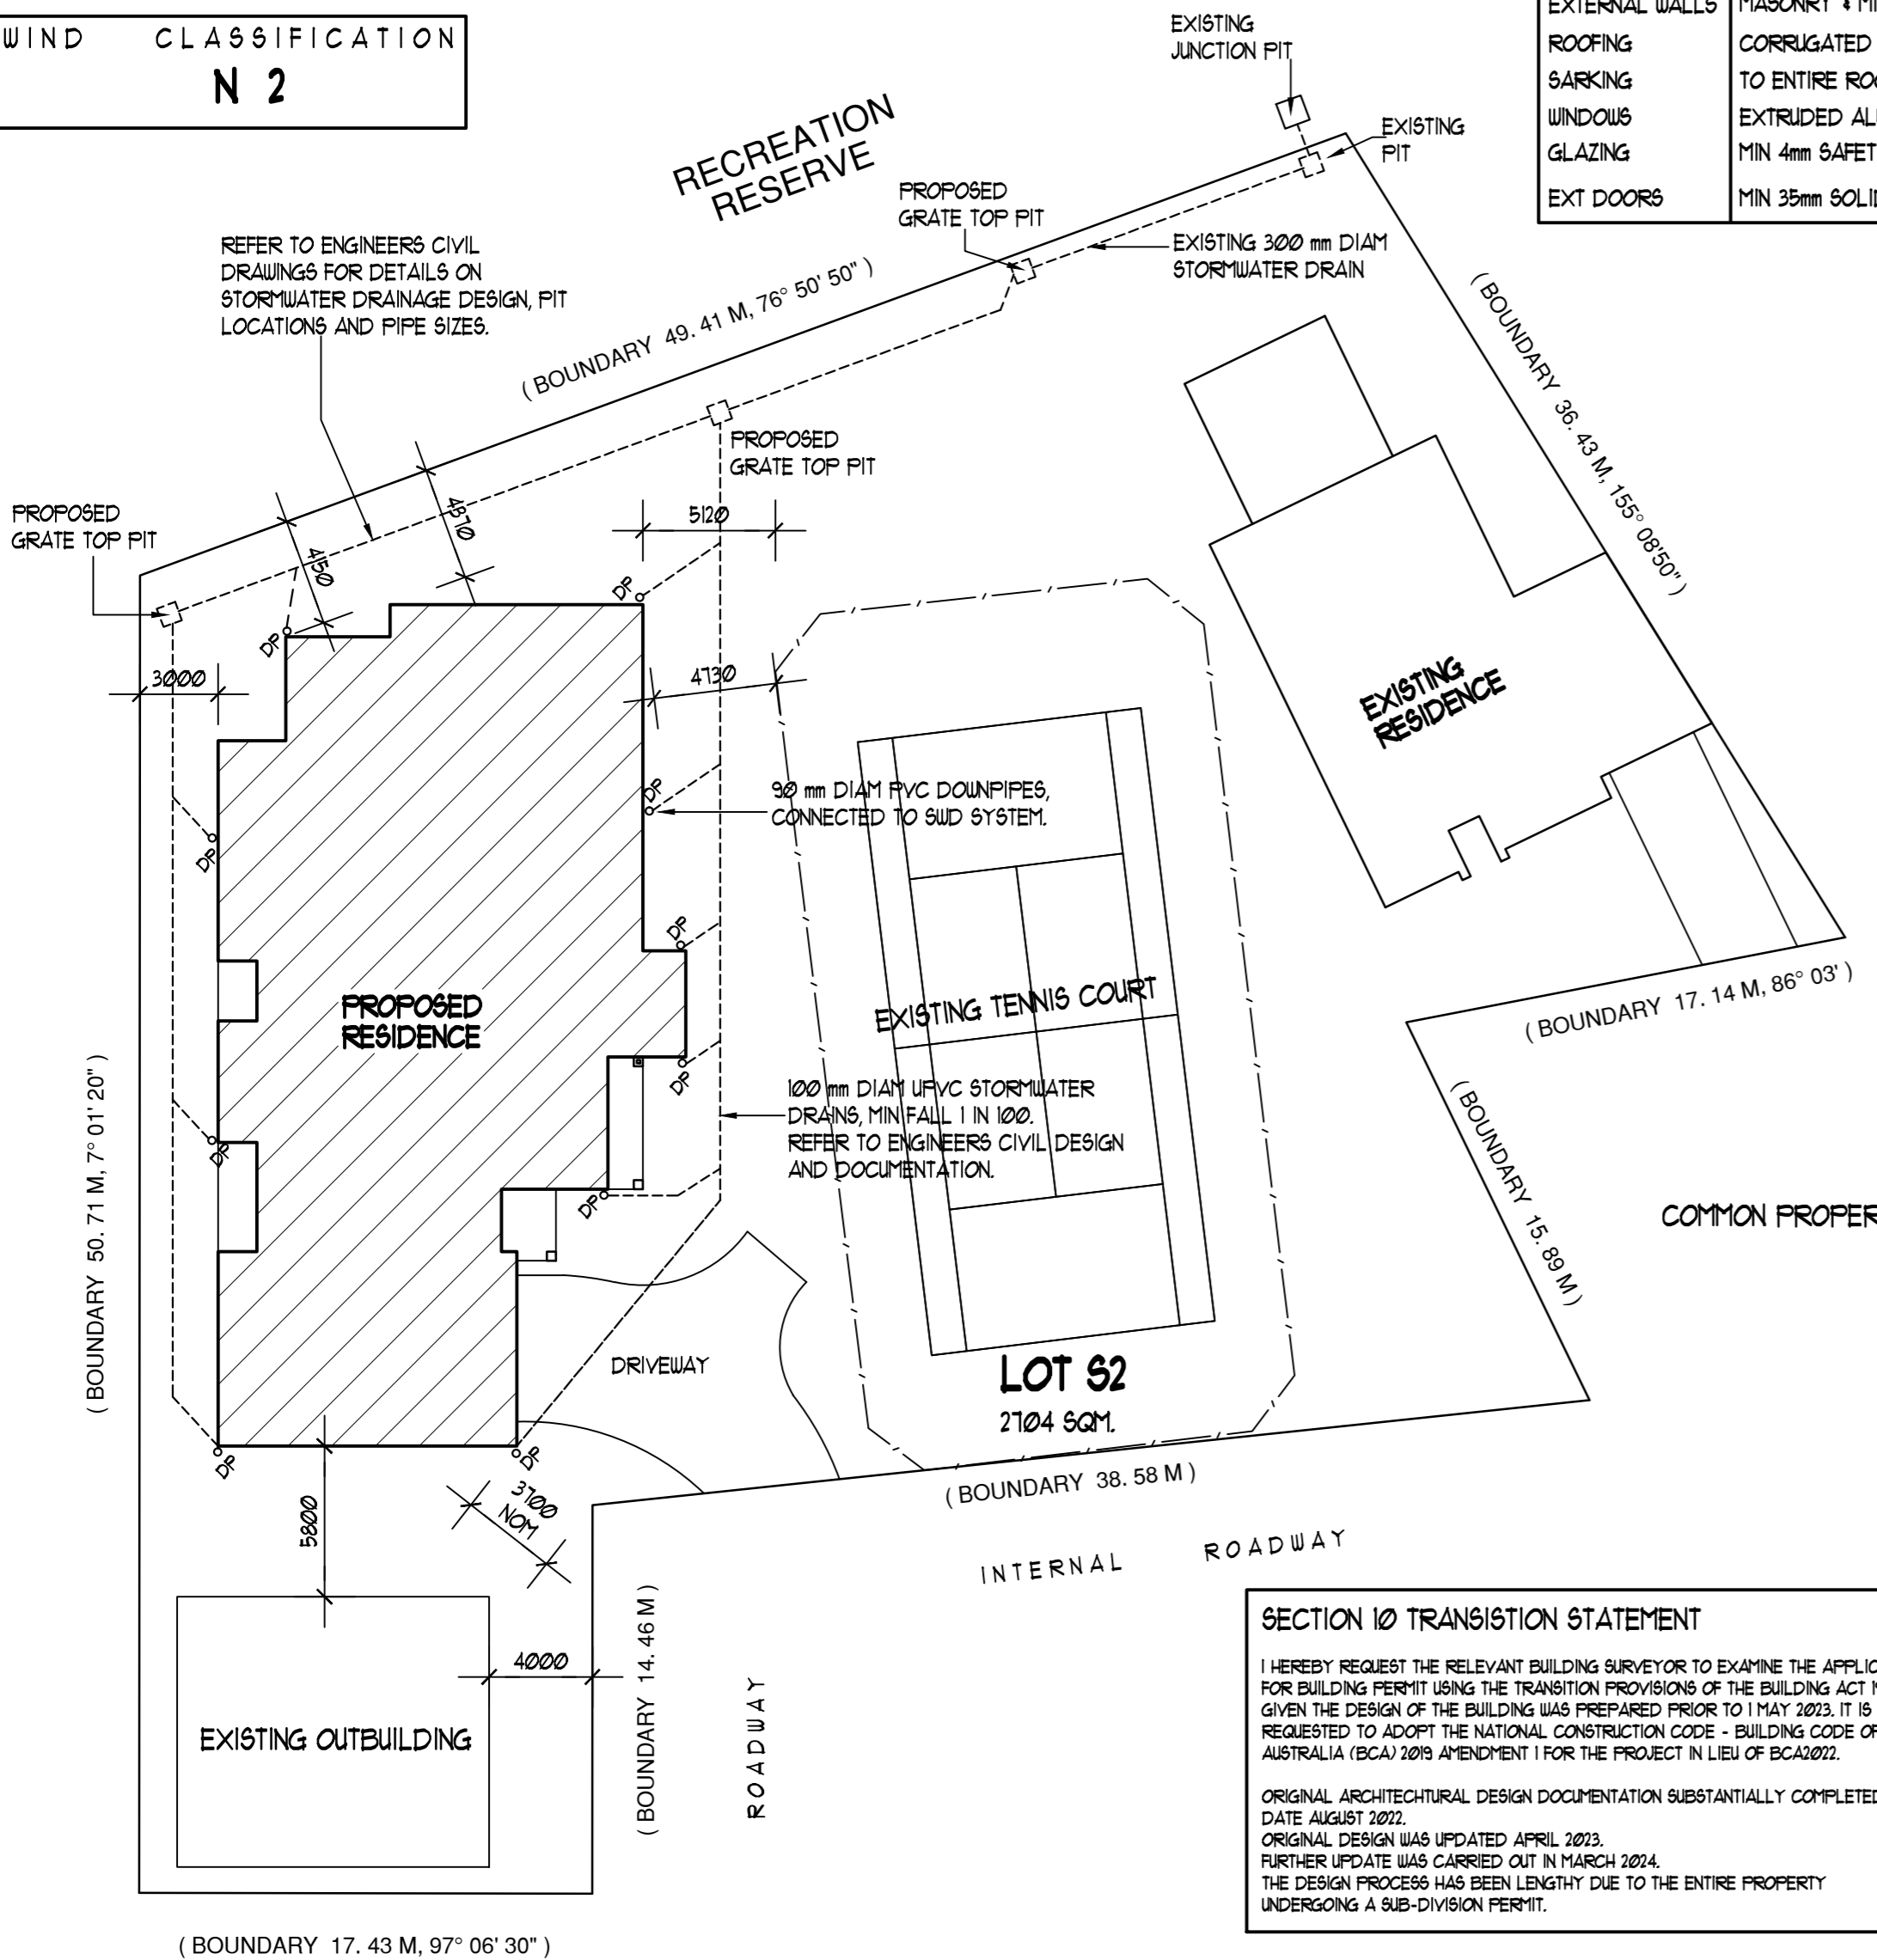 WIND CLASSIFICATION
N 2
EXISTING
JUNCTION PIT
EXTERNAL WALLS
MASONRY &
ROOFING
CORRUGATED
SARKING
TO ENTIRE
WINDOWS
EXTRUDED
GLAZING
MIN 4mm
EXT DOORS
MIN 35mm
RECREATION
RESERVE
EXISTING
PIT
PROPOSED
GRATE TOP PIT
EXISTING 300 mm DIAM
STORMWATER DRAIN
REFER TO ENGINEERS CIVIL
DRAWINGS FOR DETAILS ON
STORMWATER DRAINAGE DESIGN, PIT
LOCATIONS AND PIPE SIZES.
( BOUNDARY 49. 41 M, 76° 50' 50" )
( BOUNDARY 36. 43 M, 155° 08'50" )
PROPOSED
GRATE TOP PIT
PROPOSED
GRATE TOP PIT
4370
4150
5120
DP
DP
3000
4730
EXISTING
RESIDENCE
90 mm DIAM PVC DOWNPIPES,
CONNECTED TO SWD SYSTEM.
DP
DP
DP
PROPOSED
RESIDENCE
EXISTING TENNIS COURT
( BOUNDARY 17. 14 M, 86° 03' )
DP
100 mm DIAM UPVC STORMWATER
DRAINS, MIN FALL 1 IN 100.
REFER TO ENGINEERS CIVIL DESIGN
AND DOCUMENTATION.
( BOUNDARY 50. 71 M, 7° 01' 20" )
DP
DP
( BOUNDARY 15. 89 M )
COMMON
DRIVEWAY
LOT S2
2704 SQM.
DP
DP
( BOUNDARY 38. 58 M )
5800
3700
NOM
INTERNAL ROADWAY
( BOUNDARY 14. 46 M )
4000
ROADWAY
EXISTING OUTBUILDING
( BOUNDARY 17. 43 M, 97° 06' 30" )
SECTION 10 TRANSISTION STATEMENT
I HEREBY REQUEST THE RELEVANT BUILDING SURVEYOR TO EXAMINE THE
FOR BUILDING PERMIT USING THE TRANSITION PROVISIONS OF THE BUILDING ACT
GIVEN THE DESIGN OF THE BUILDING WAS PREPARED PRIOR TO 1 MAY 2023. IT IS
REQUESTED TO ADOPT THE NATIONAL CONSTRUCTION CODE - BUILDING CODE OF
AUSTRALIA (BCA) 2019 AMENDMENT 1 FOR THE PROJECT IN LIEU OF BCA2022.
ORIGINAL ARCHITECHTURAL DESIGN DOCUMENTATION SUBSTANTIALLY COMPLETED
DATE AUGUST 2022.
ORIGINAL DESIGN WAS UPDATED APRIL 2023.
FURTHER UPDATE WAS CARRIED OUT IN MARCH 2024.
THE DESIGN PROCESS HAS BEEN LENGTHY DUE TO THE ENTIRE PROPERTY
UNDERGOING A SUB-DIVISION PERMIT.